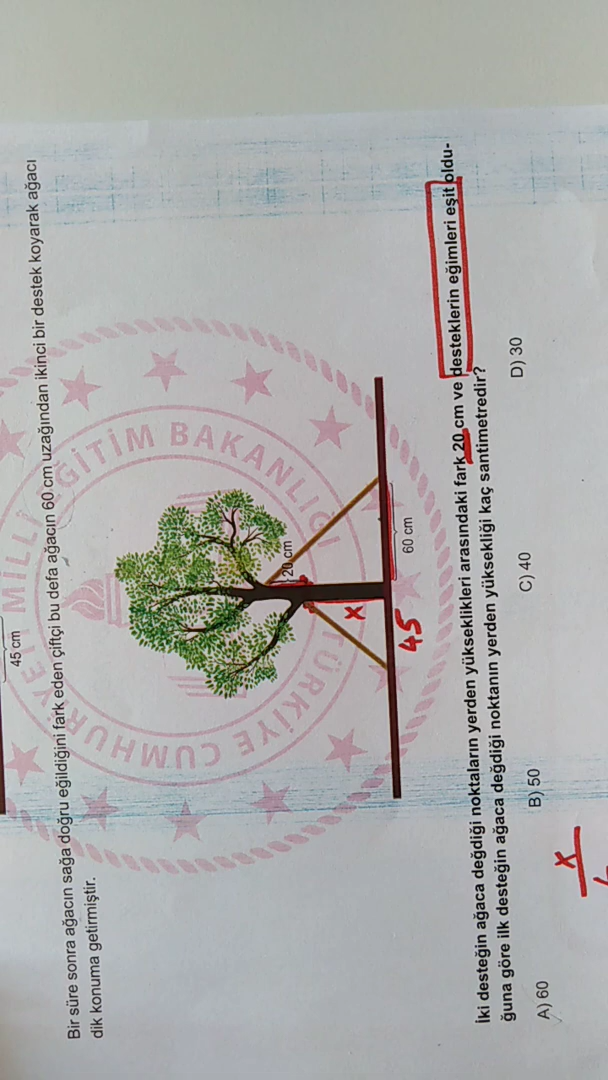 45 cm
Bir süre sonra ağacın sağa doğru eğildiğini fark eden çiftçi bu defa ağacın 60 cm uzağından ikinci bir destek koyarak ağacı
dik konuma getirmiştir.
TÜRKİYE CUMHURİYETİ MİLLÎ EĞİTİM BAKANLIĞI
20 cm
x
60 cm
45
İki desteğin ağaca değdiği noktaların yerden yükseklikleri arasındaki fark 20 cm ve desteklerin eğimleri eşit oldu-
ğuna göre ilk desteğin ağaca değdiği noktanın yerden yüksekliği kaç santimetredir?
A) 60 B) 50 C) 40 D) 30
x